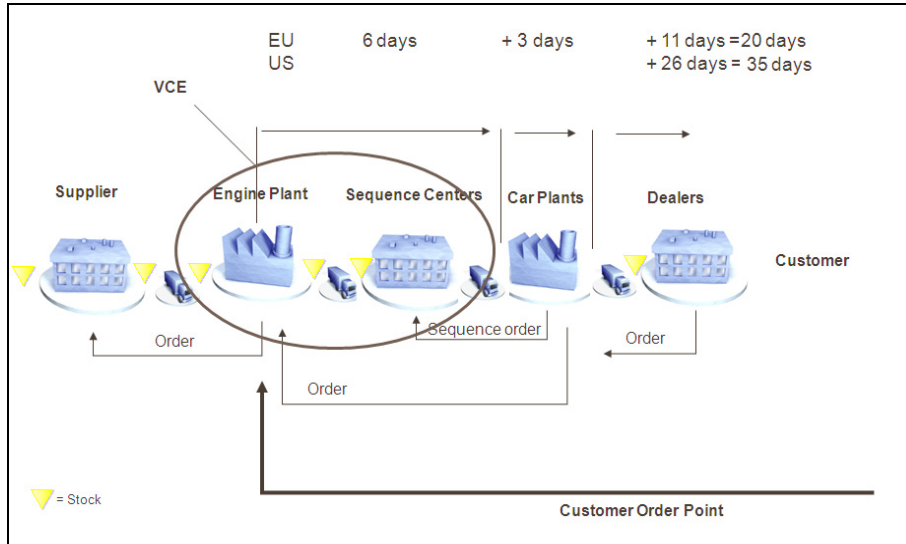 EU 6 days + 3 days + 11 days =20 days
US + 26 days = 35 days
VCE
Supplier Engine Plant Sequence Centers Car Plants Dealers
Customer
Sequence order
Order Order
Order
= Stock
Customer Order Point